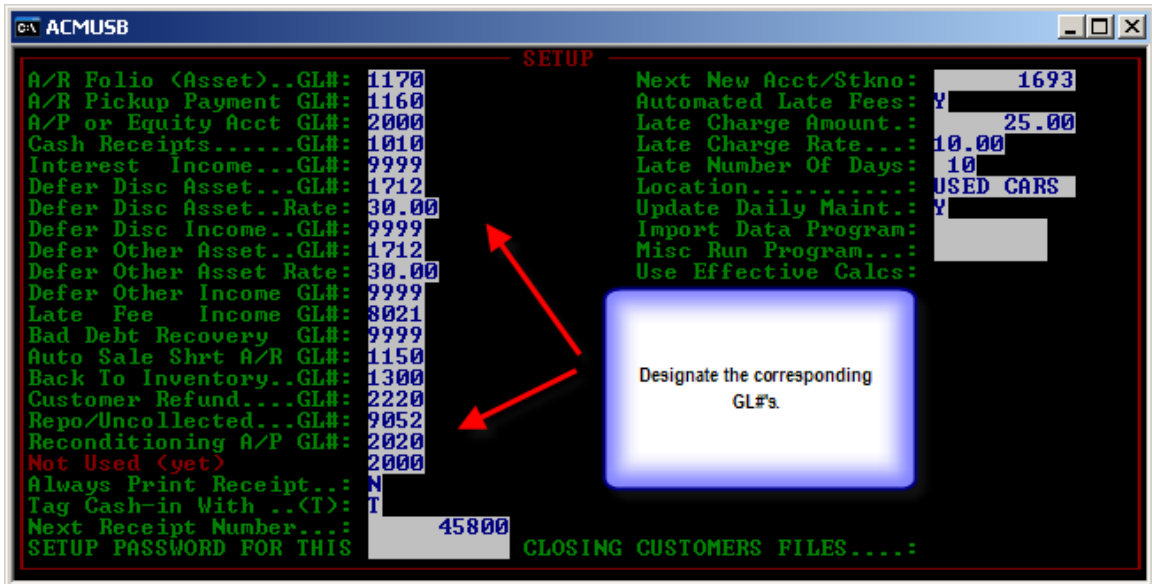 ACMUSB
SETUP
A/R Folio (Asset)..GL#: 1170
A/R Pickup Payment GL#: 1160
A/P or Equity Acct GL#: 2000
Cash Receipts......GL#: 1010
Interest  Income...GL#: 9999
Defer Disc Asset...GL#: 1712
Defer Disc Asset..Rate: 30.00
Defer Disc Income..GL#: 9999
Defer Other Asset..GL#: 1712
Defer Other Asset Rate: 30.00
Defer Other Income GL#: 9999
Late  Fee   Income GL#: 8021
Bad Debt Recovery  GL#: 9999
Auto Sale Shrt A/R GL#: 1150
Back To Inventory..GL#: 1300
Customer Refund....GL#: 2220
Repo/Uncollected...GL#: 9052
Reconditioning A/P GL#: 2020
Not Used (yet) 2000
Always Print Receipt..: N
Tag Cash-in With ..(T): T
Next Receipt Number...: 45800
SETUP PASSWORD FOR THIS CLOSING CUSTOMERS FILES....:
Next New Acct/Stkno: 1693
Automated Late Fees: Y
Late Charge Amount.: 25.00
Late Charge Rate...: 10.00
Late Number Of Days: 10
Location...........: USED CARS
Update Daily Maint.: Y
Import Data Program:
Misc Run Program...:
Use Effective Calcs:
Designate the corresponding
GL#'s.